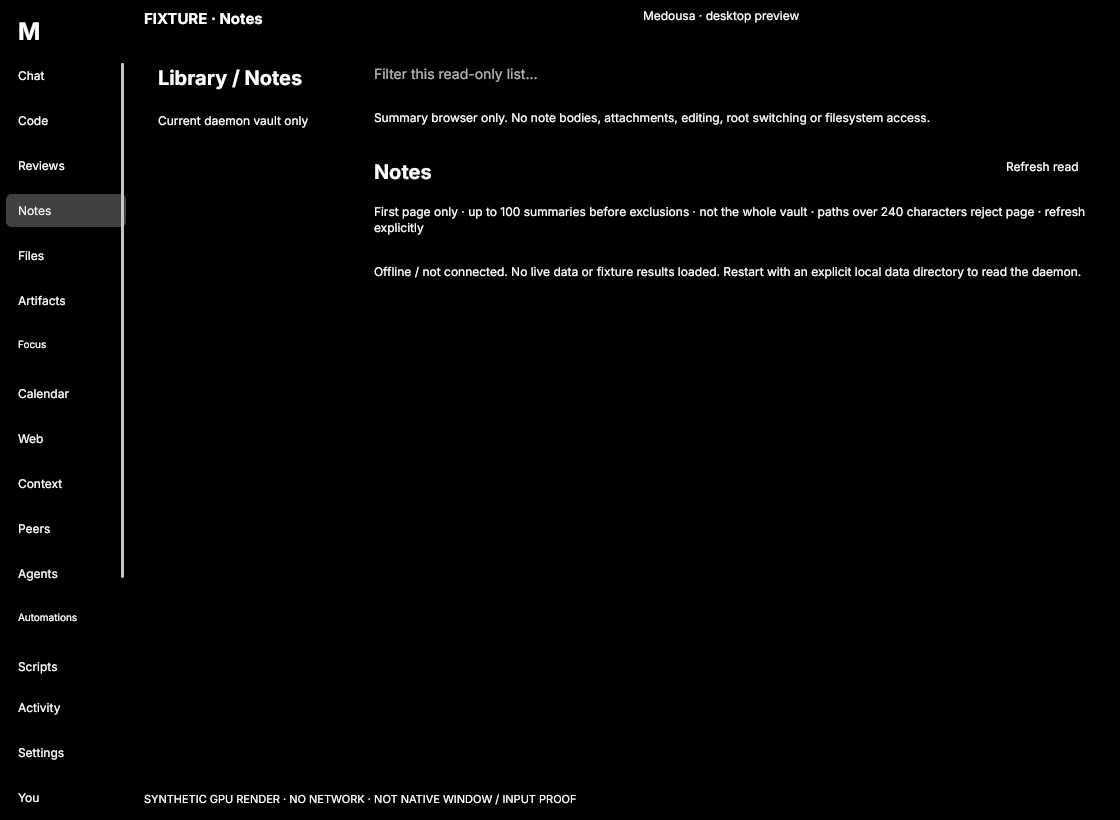 M
FIXTURE · Notes
Medousa · desktop preview
Chat
Code
Reviews
Notes
Files
Artifacts
Focus
Calendar
Web
Context
Peers
Agents
Automations
Scripts
Activity
Settings
You
Library / Notes
Current daemon vault only
Filter this read-only list...
Summary browser only. No note bodies, attachments, editing, root switching or filesystem access.
Notes
Refresh read
First page only · up to 100 summaries before exclusions · not the whole vault · paths over 240 characters reject page · refresh
explicitly
Offline / not connected. No live data or fixture results loaded. Restart with an explicit local data directory to read the daemon.
SYNTHETIC GPU RENDER · NO NETWORK · NOT NATIVE WINDOW / INPUT PROOF